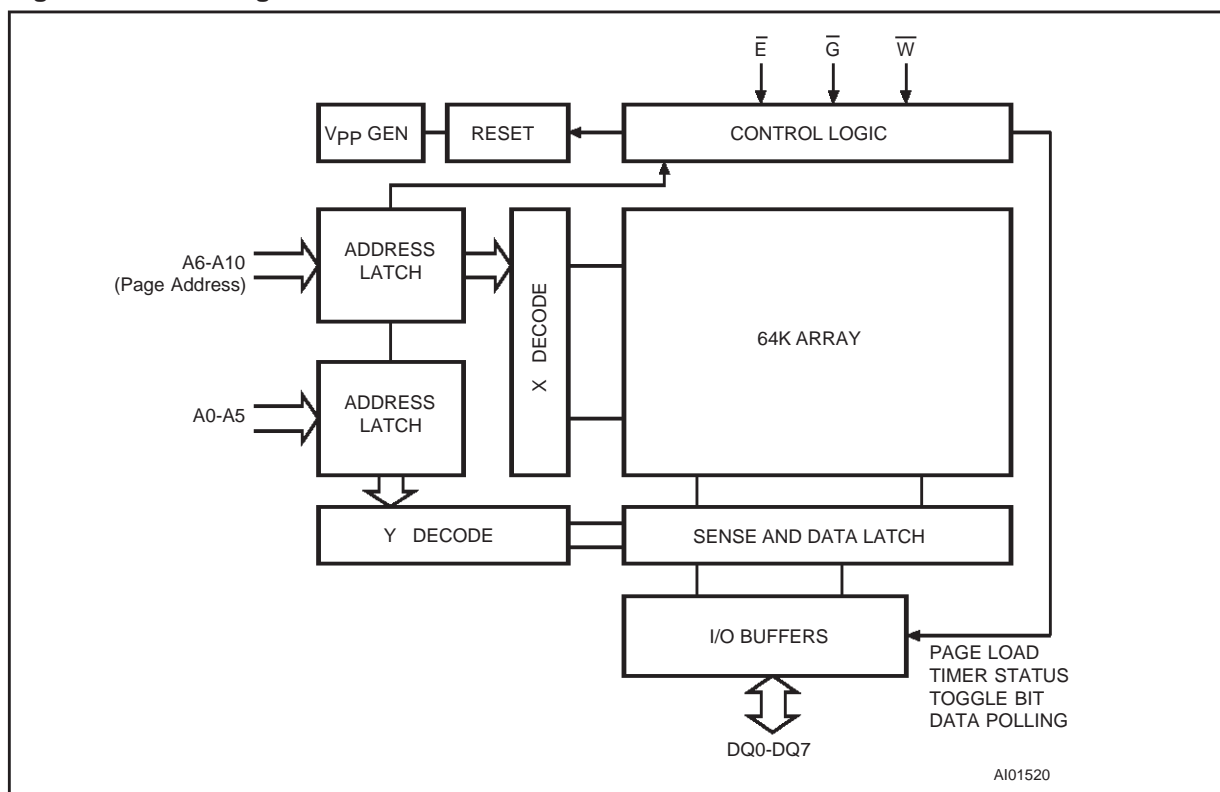 E̅ G̅ W̅
VPP GEN
RESET
CONTROL LOGIC
A6-A10
(Page Address)
ADDRESS
LATCH
X DECODE
64K ARRAY
A0-A5
ADDRESS
LATCH
Y DECODE
SENSE AND DATA LATCH
I/O BUFFERS
PAGE LOAD
TIMER STATUS
TOGGLE BIT
DATA POLLING
DQ0-DQ7
AI01520